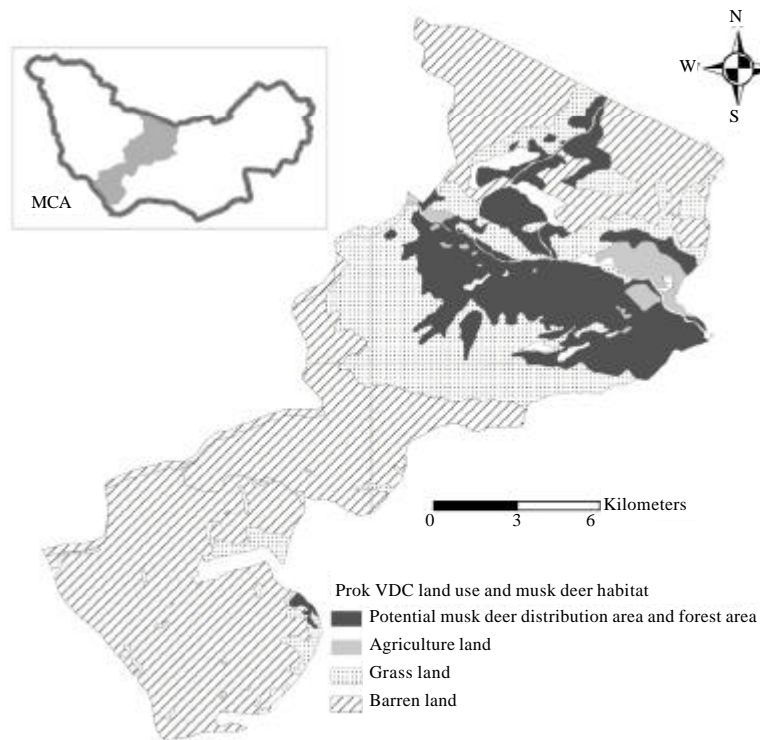 N
W
S
MCA
Kilometers
0 3 6
Prok VDC land use and musk deer habitat
Potential musk deer distribution area and forest area
Agriculture land
Grass land
Barren land